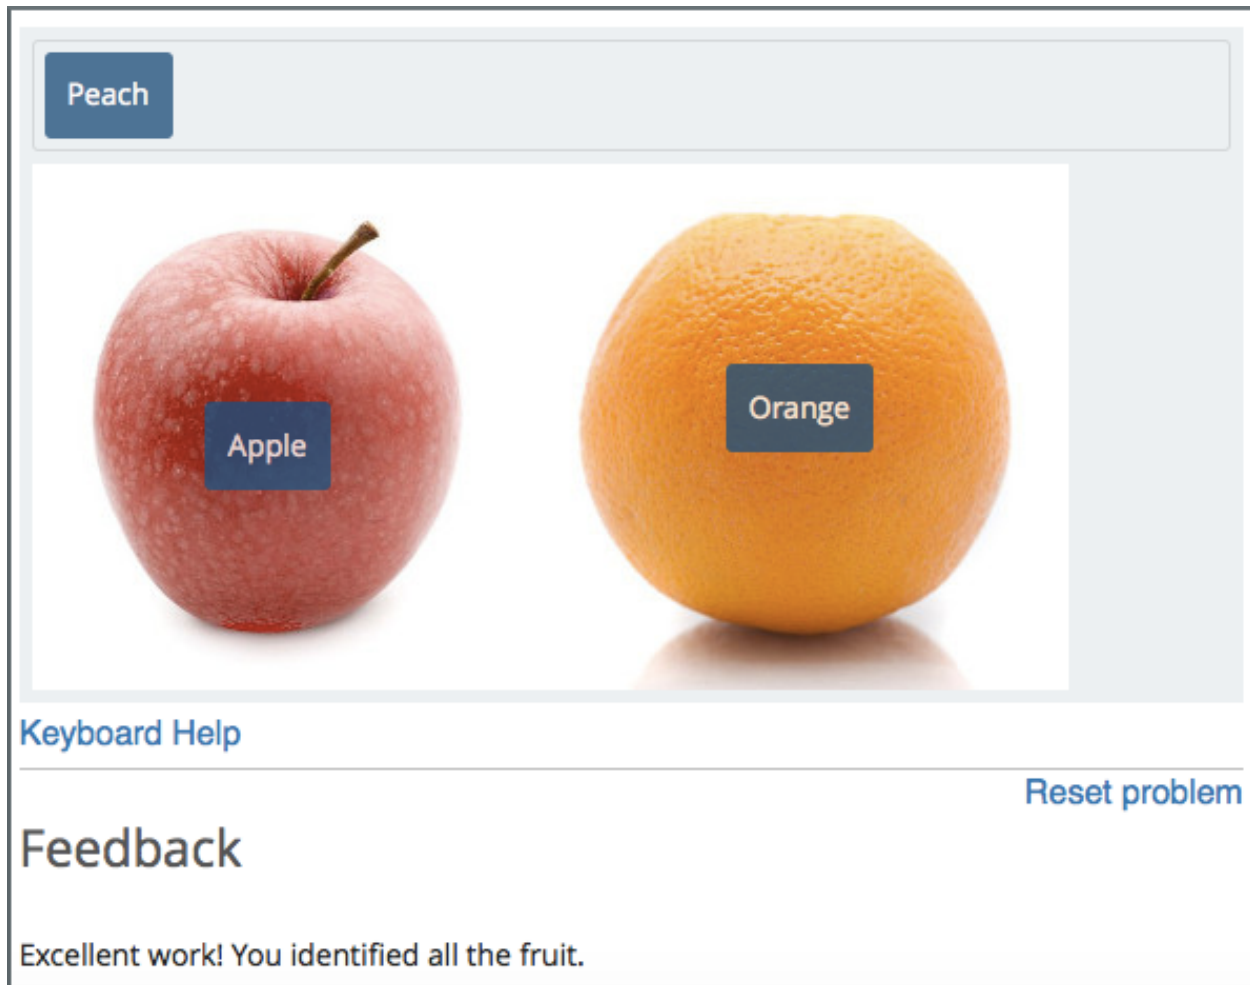 Peach
Apple
Orange
Keyboard Help
Reset problem
Feedback
Excellent work! You identified all the fruit.